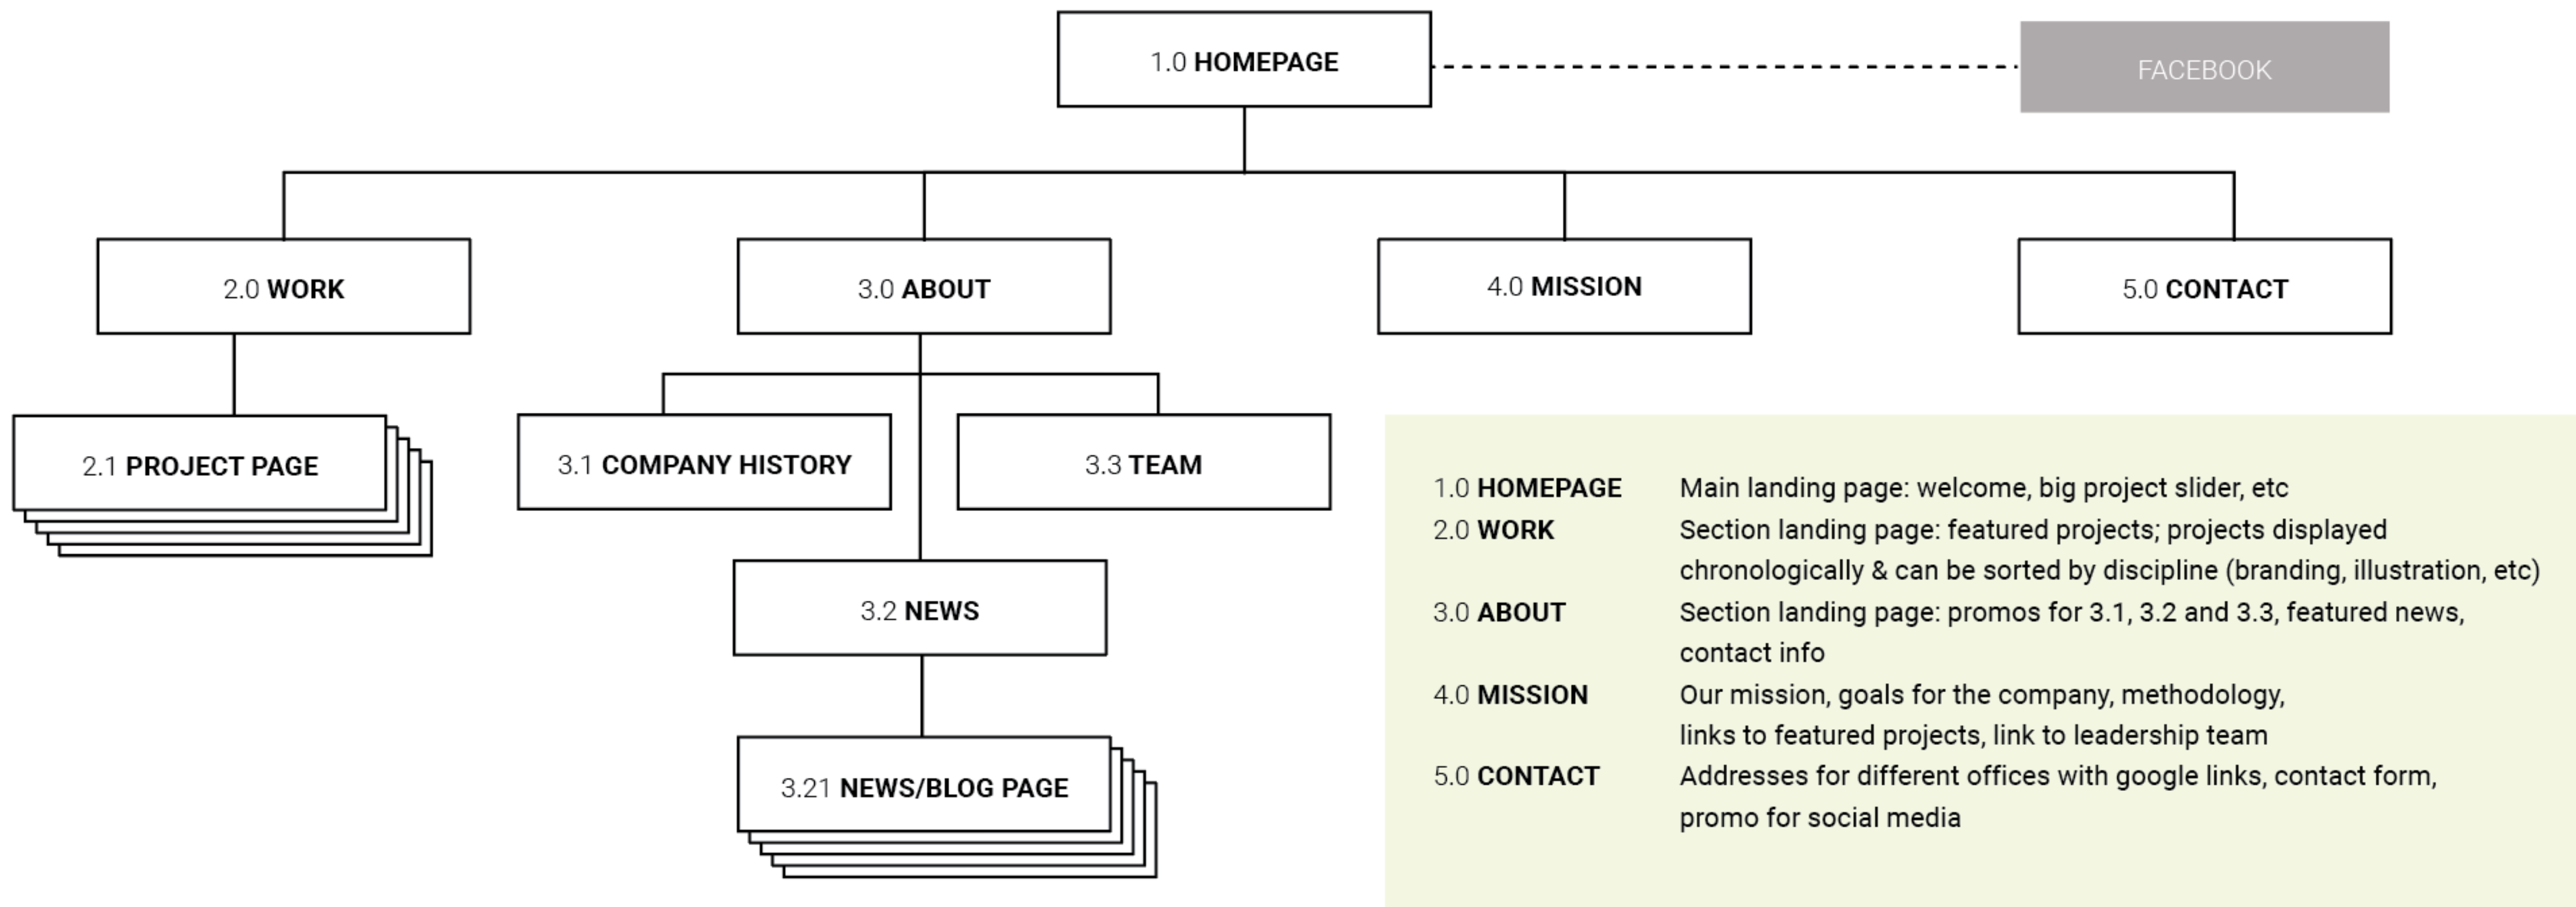 1.0 HOMEPAGE
FACEBOOK
2.0 WORK
3.0 ABOUT
4.0 MISSION
5.0 CONTACT
2.1 PROJECT PAGE
3.1 COMPANY HISTORY
3.3 TEAM
3.2 NEWS
3.21 NEWS/BLOG PAGE
1.0 HOMEPAGE Main landing page: welcome, big project slider, etc
2.0 WORK Section landing page: featured projects; projects displayed
chronologically & can be sorted by discipline (branding, illustration, etc)
3.0 ABOUT Section landing page: promos for 3.1, 3.2 and 3.3, featured news,
contact info
4.0 MISSION Our mission, goals for the company, methodology,
links to featured projects, link to leadership team
5.0 CONTACT Addresses for different offices with google links, contact form,
promo for social media